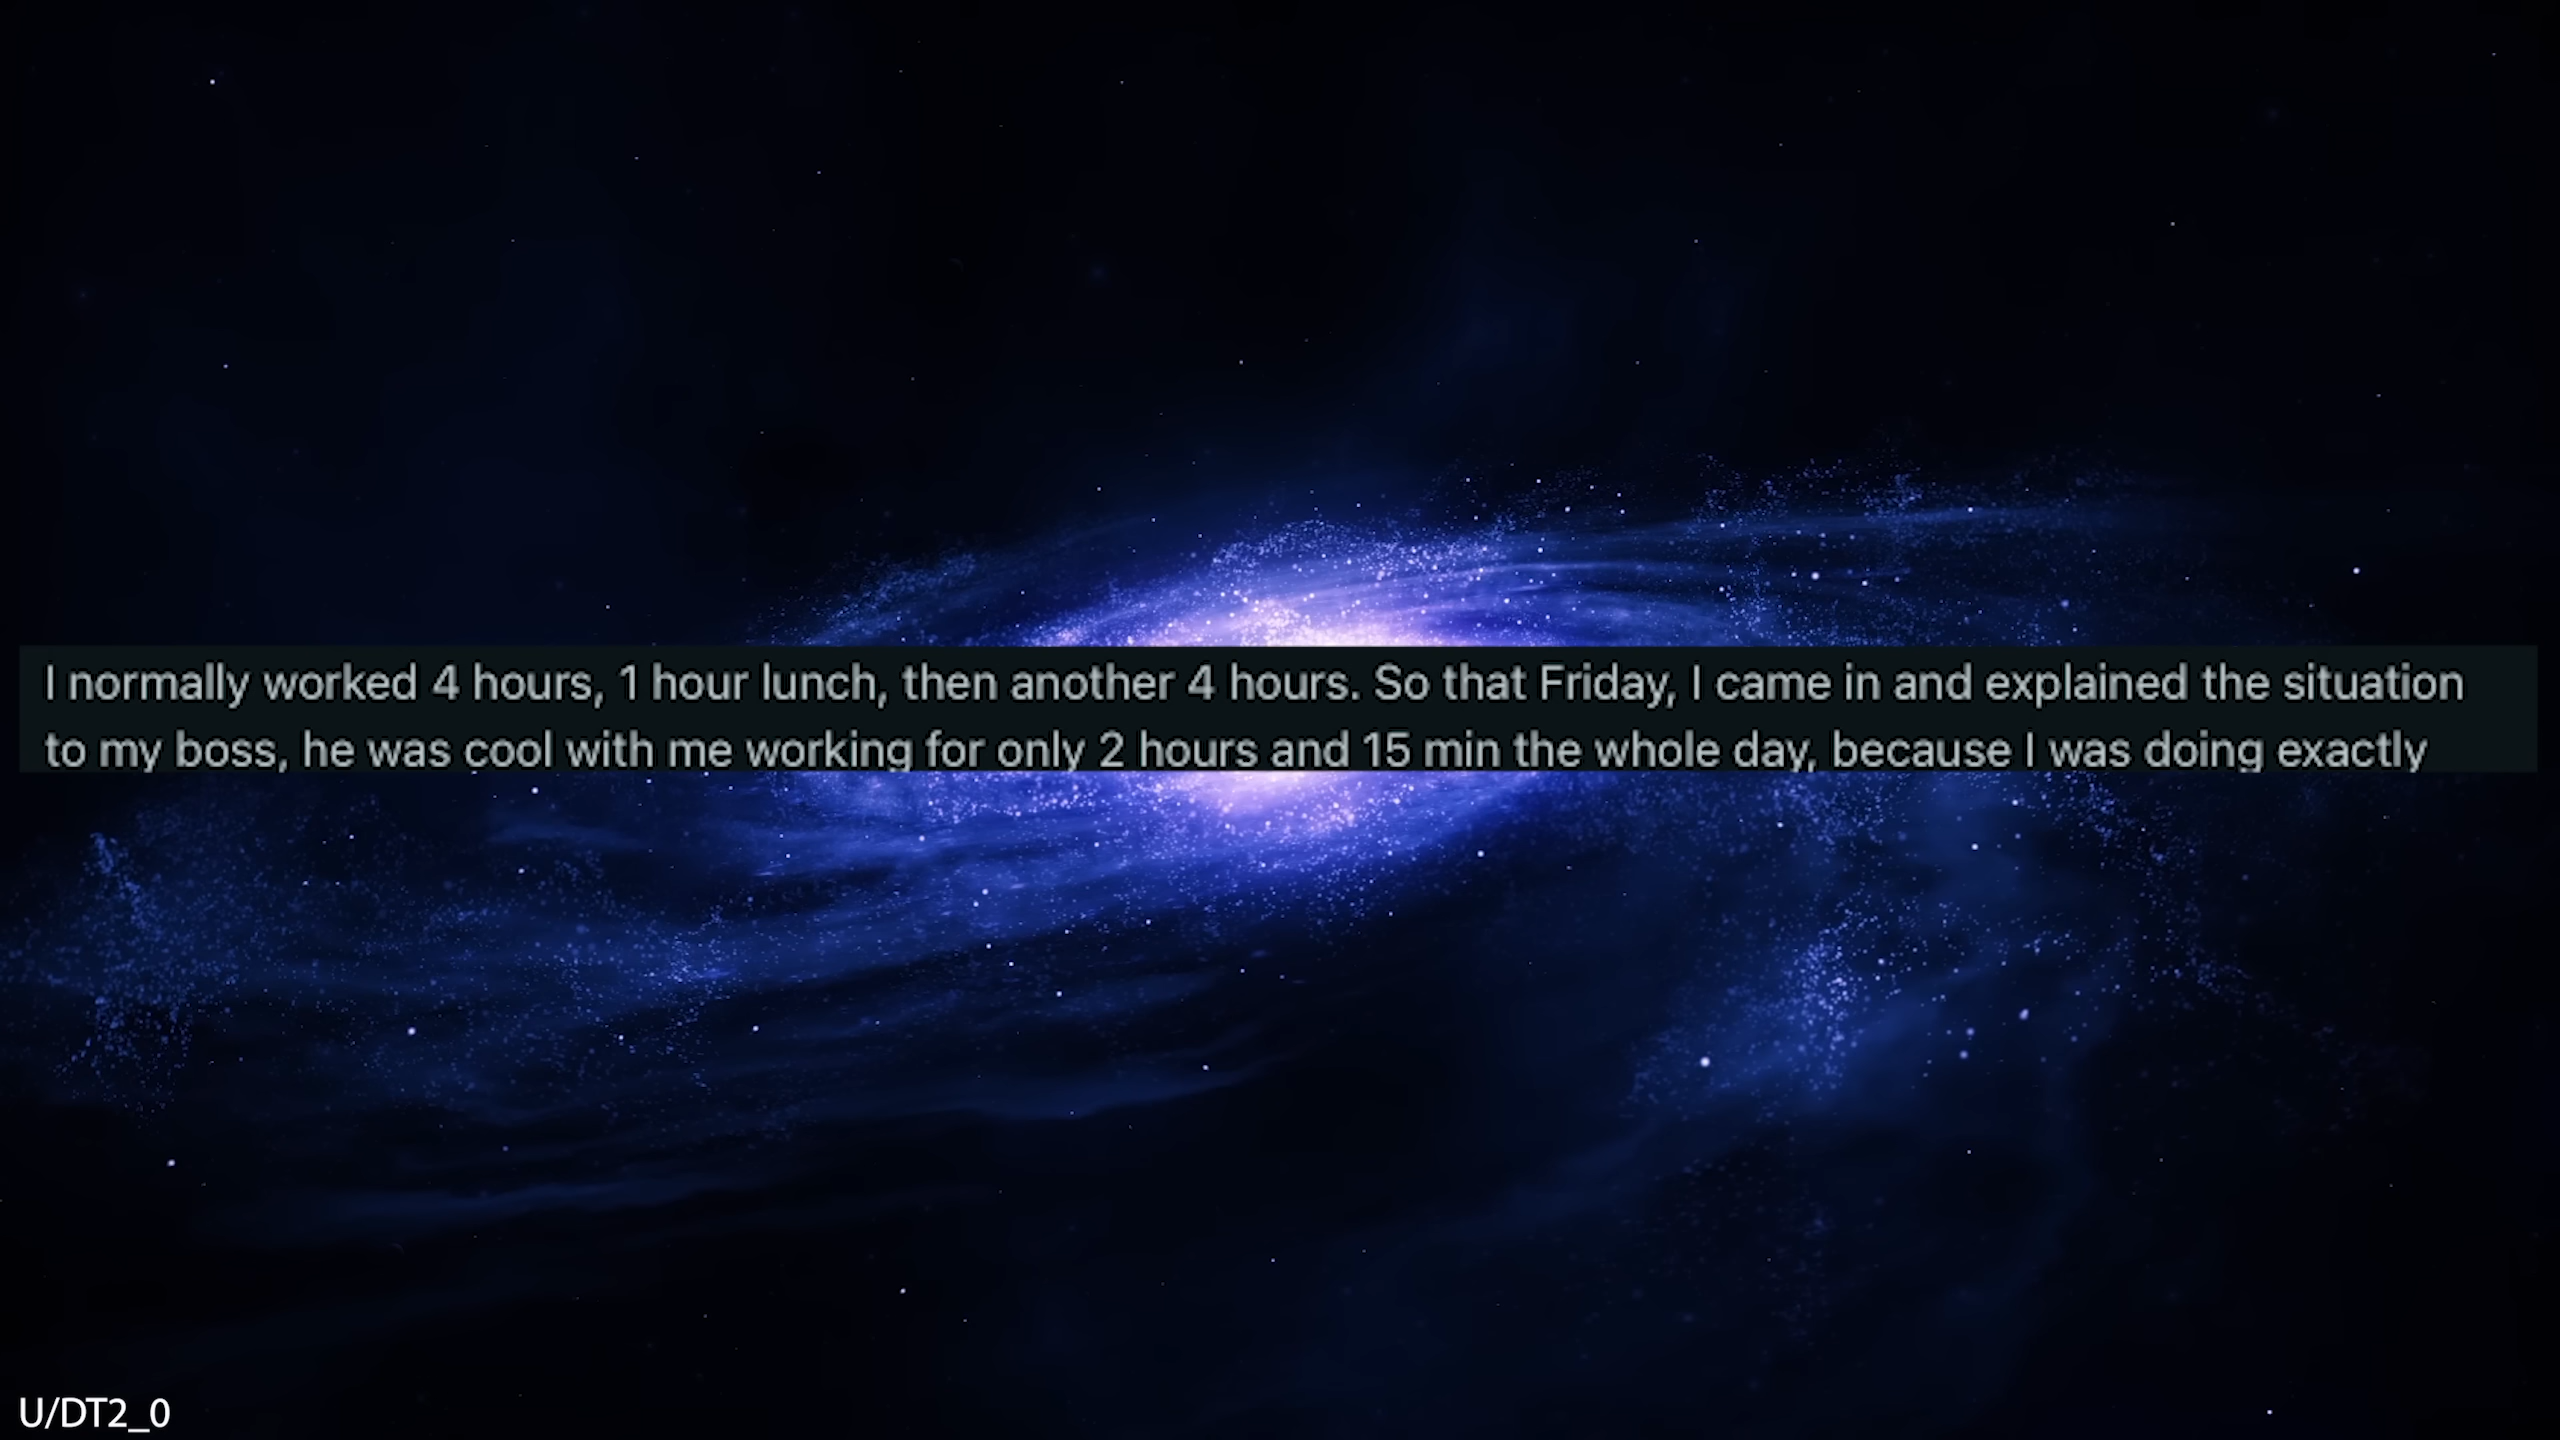 I normally worked 4 hours, 1 hour lunch, then another 4 hours. So that Friday, I came in and explained the situation
to my boss, he was cool with me working for only 2 hours and 15 min the whole day, because I was doing exactly
U/DT2_0